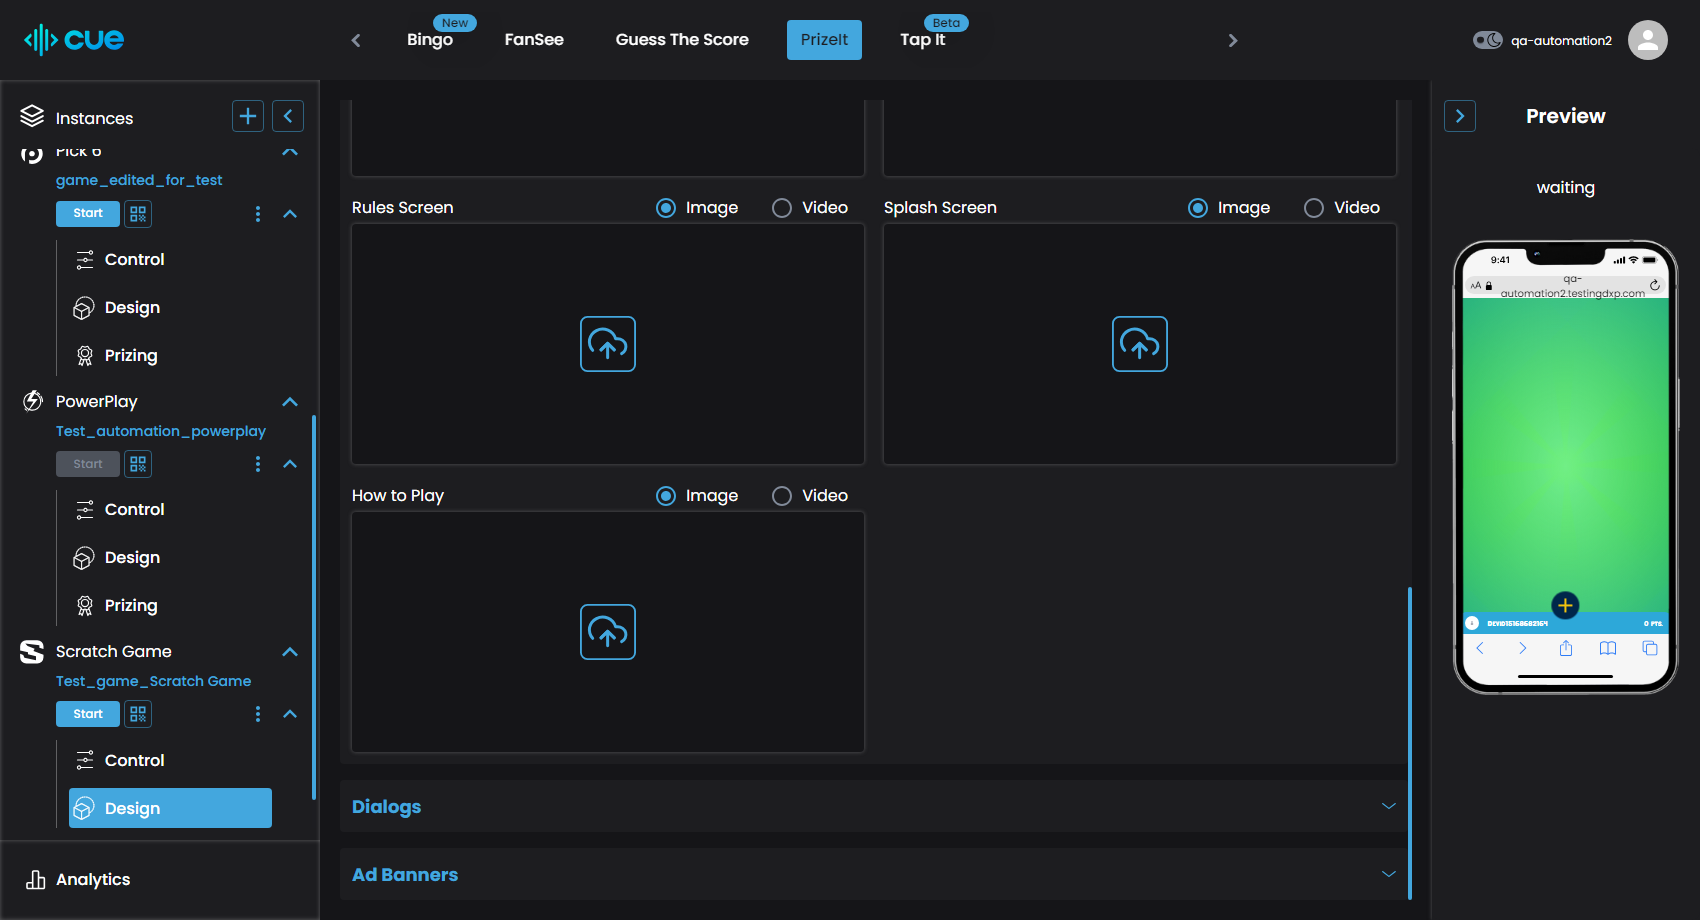 cue
New
Bingo
FanSee
Guess The Score
PrizeIt
Beta
Tap It
qa-automation2
Instances
Pick 6
game_edited_for_test
Start
Control
Design
Prizing
PowerPlay
Test_automation_powerplay
Start
Control
Design
Prizing
Scratch Game
Test_game_Scratch Game
Start
Control
Design
Analytics
Rules Screen
Image
Video
Splash Screen
Image
Video
How to Play
Image
Video
Dialogs
Ad Banners
Preview
waiting
9:41
AA
qa-
automation2.testingdxp.com
0 PTS.